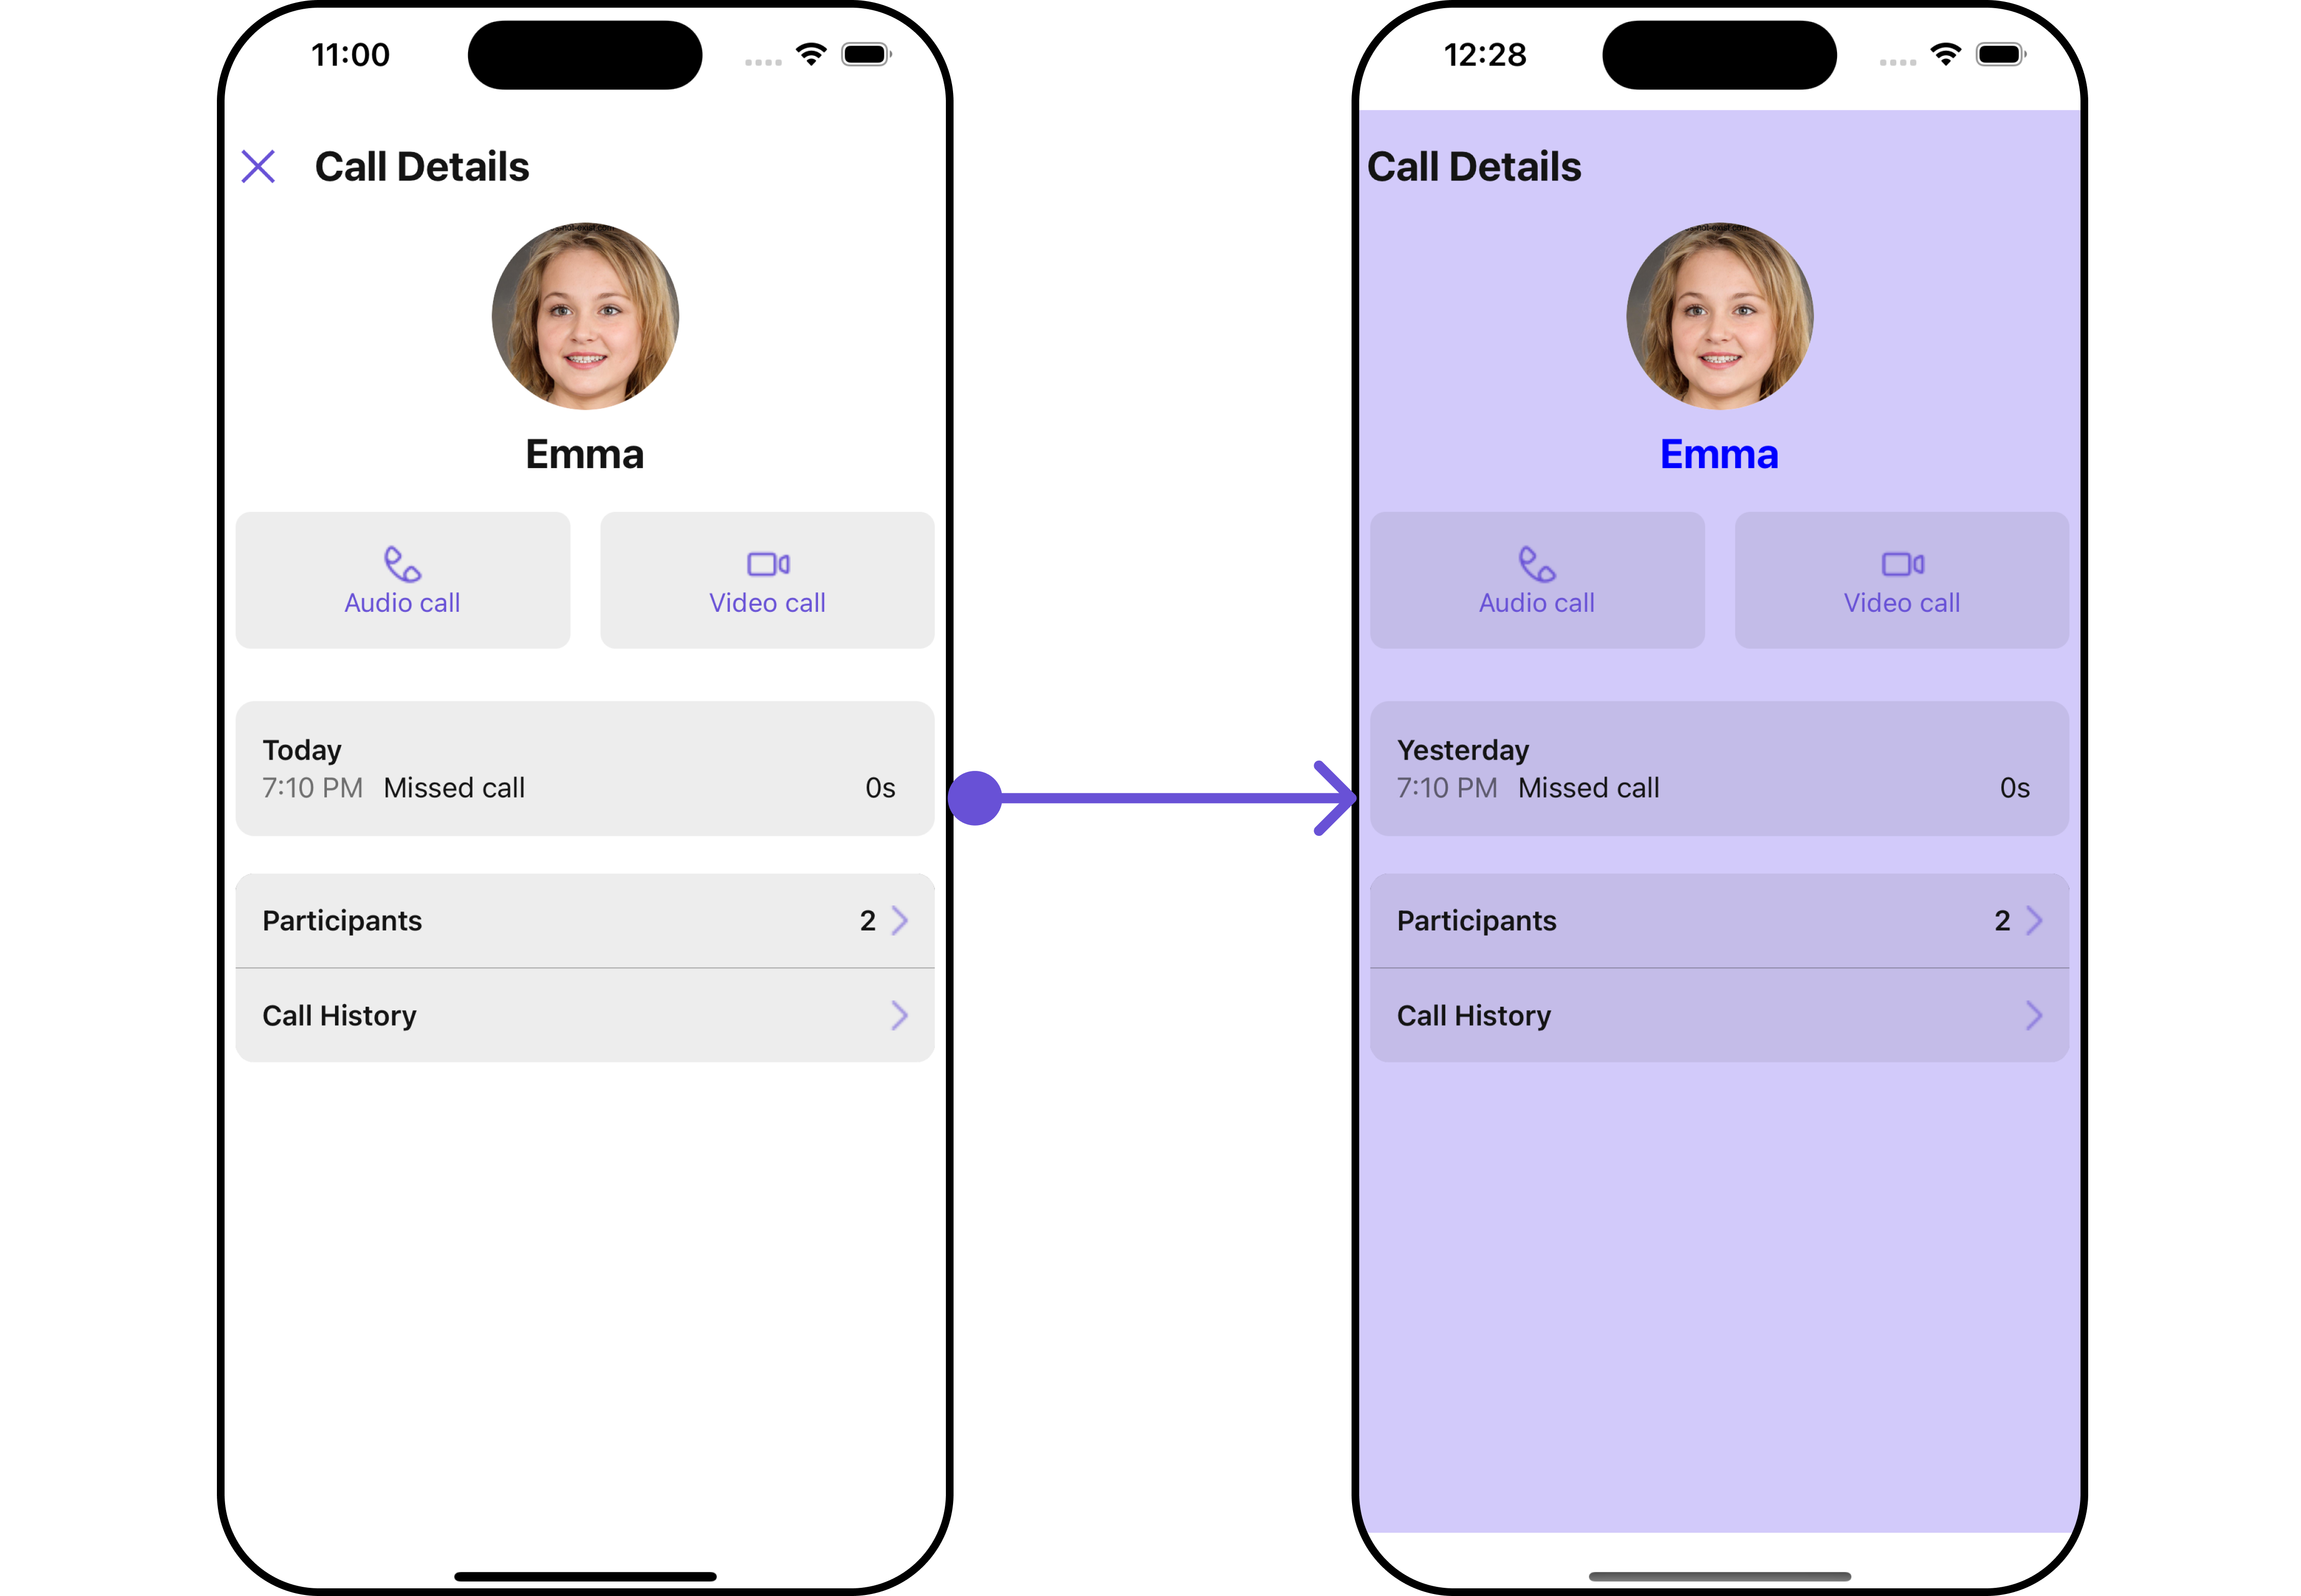 11:00
Call Details
Emma
Audio call
Video call
Today
7:10 PM Missed call 0s
Participants 2
Call History
12:28
Call Details
Emma
Audio call
Video call
Yesterday
7:10 PM Missed call 0s
Participants 2
Call History